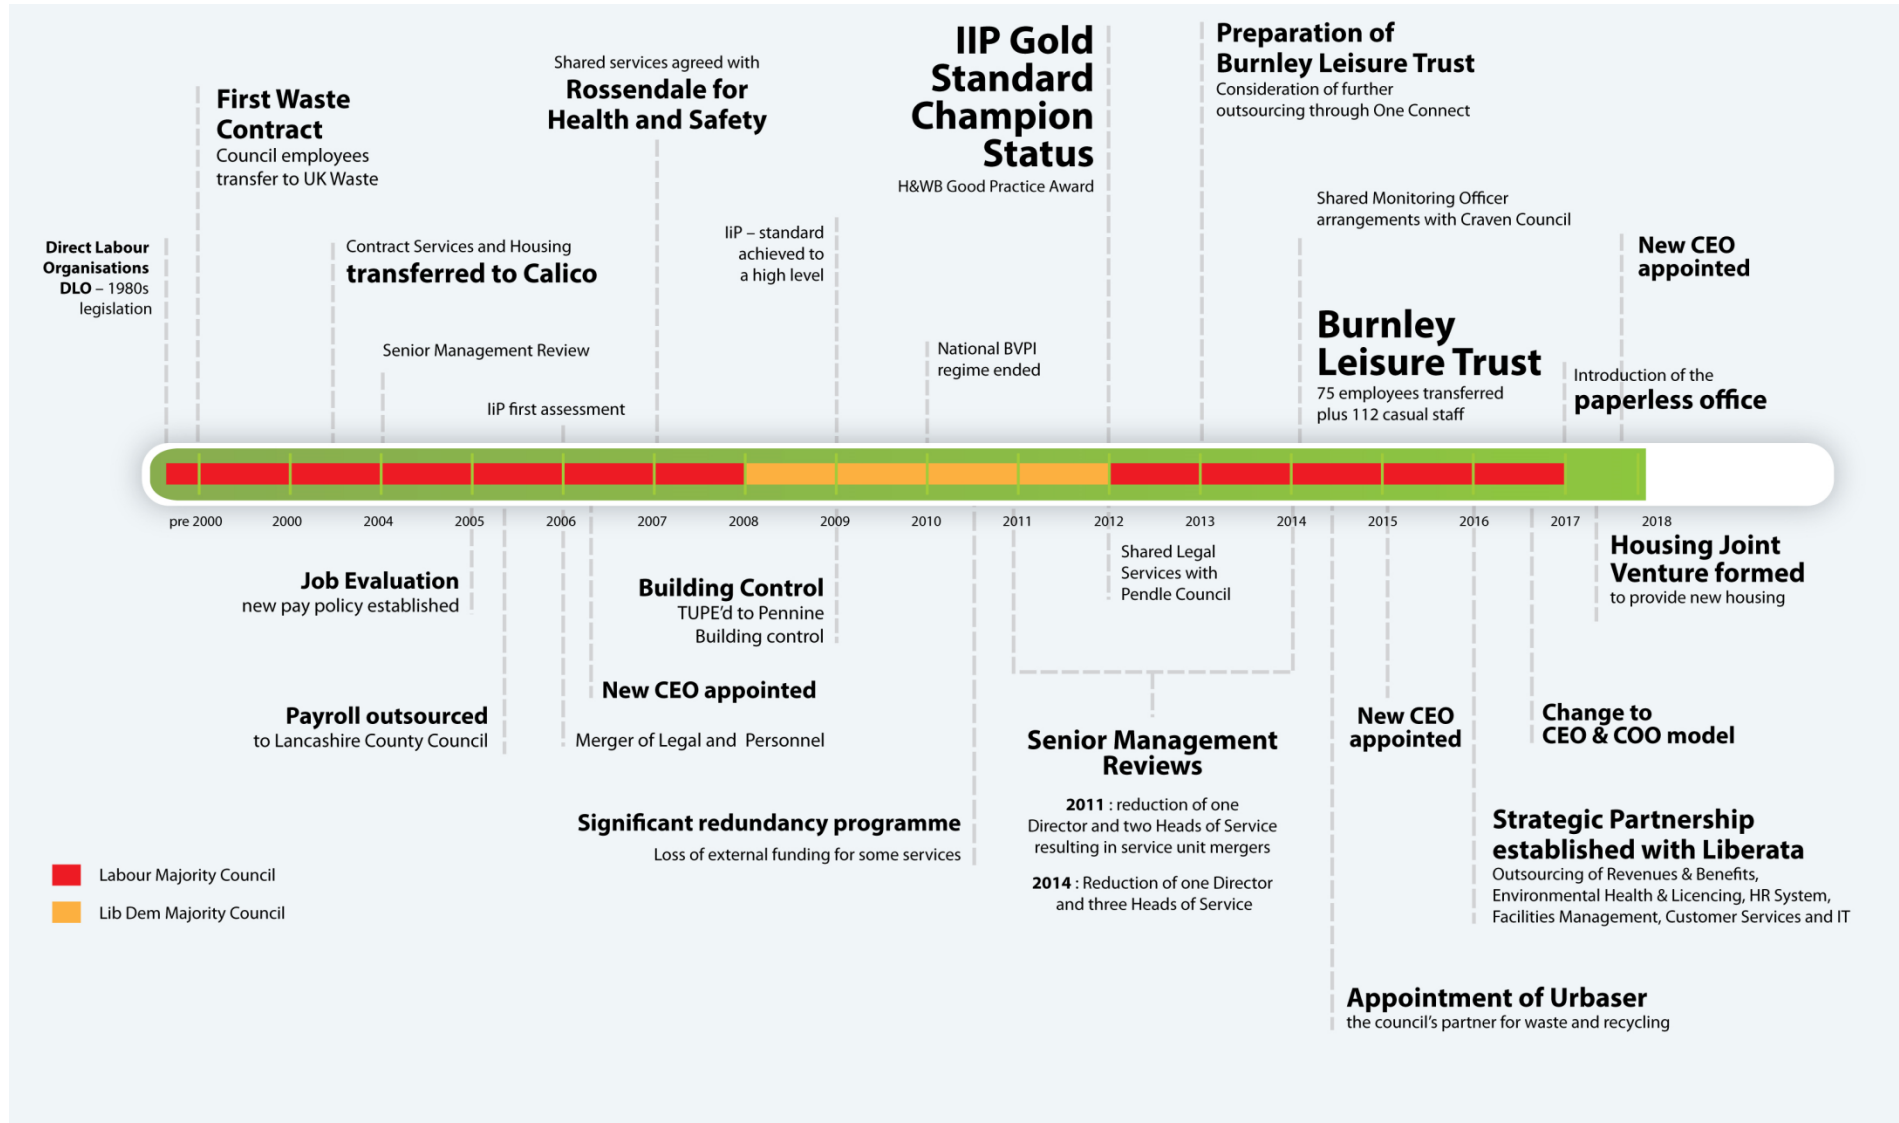 First Waste
Contract
Council employees
transfer to UK Waste
Shared services agreed with
Rossendale for
Health and Safety
IIP Gold
Standard
Champion
Status
H&WB Good Practice Award
Preparation of
Burnley Leisure Trust
Consideration of further
outsourcing through One Connect
Direct Labour
Organisations
DLO – 1980s
legislation
Contract Services and Housing
transferred to Calico
Senior Management Review
IiP first assessment
IiP – standard
achieved to
a high level
National BVPI
regime ended
Shared Monitoring Officer
arrangements with Craven Council
Burnley
Leisure Trust
75 employees transferred
plus 112 casual staff
New CEO
appointed
Introduction of the
paperless office
pre 2000 2000 2004 2005 2006 2007 2008 2009 2010 2011 2012 2013 2014 2015 2016 2017 2018
Job Evaluation
new pay policy established
Payroll outsourced
to Lancashire County Council
Building Control
TUPE’d to Pennine
Building control
New CEO appointed
Merger of Legal and Personnel
Significant redundancy programme
Loss of external funding for some services
Shared Legal
Services with
Pendle Council
Senior Management
Reviews
2011 : reduction of one
Director and two Heads of Service
resulting in service unit mergers
2014 : Reduction of one Director
and three Heads of Service
New CEO
appointed
Housing Joint
Venture formed
to provide new housing
Change to
CEO & COO model
Strategic Partnership
established with Liberata
Outsourcing of Revenues & Benefits,
Environmental Health & Licencing, HR System,
Facilities Management, Customer Services and IT
Appointment of Urbaser
the council’s partner for waste and recycling
Labour Majority Council
Lib Dem Majority Council